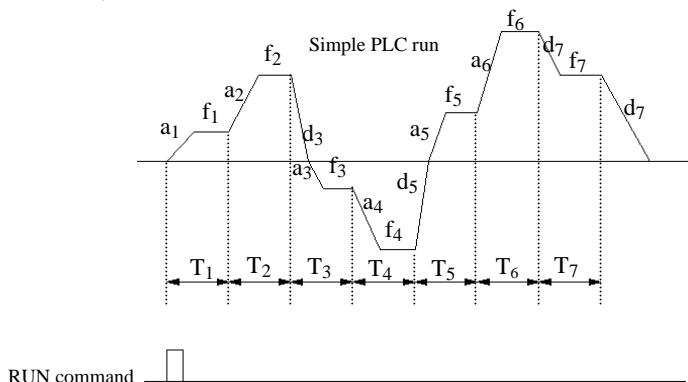 Simple PLC run
a1 f1 a2 f2 d3 a3 f3 a4 f4 d5 a5 f5 a6 f6 d7 f7 d7
T1 T2 T3 T4 T5 T6 T7
RUN command